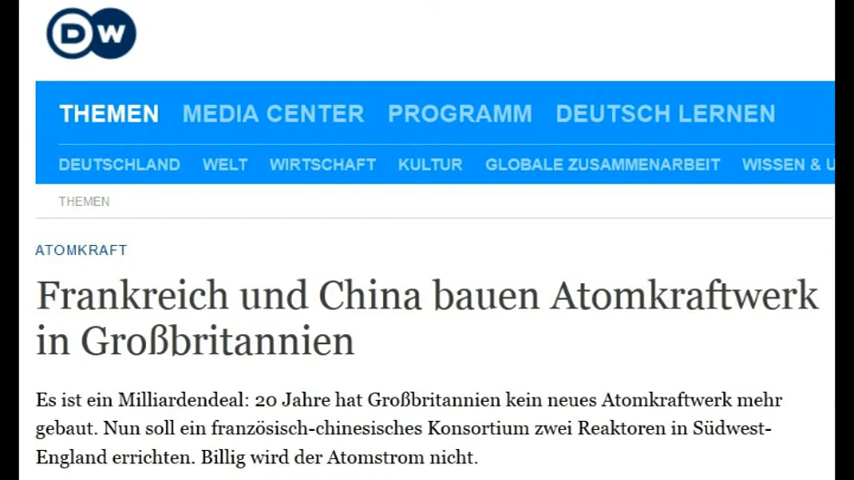 DW
THEMEN MEDIA CENTER PROGRAMM DEUTSCH LERNEN
DEUTSCHLAND WELT WIRTSCHAFT KULTUR GLOBALE ZUSAMMENARBEIT WISSEN & U
THEMEN
ATOMKRAFT
Frankreich und China bauen Atomkraftwerk
in Großbritannien
Es ist ein Milliardendeal: 20 Jahre hat Großbritannien kein neues Atomkraftwerk mehr
gebaut. Nun soll ein französisch-chinesisches Konsortium zwei Reaktoren in Südwest-
England errichten. Billig wird der Atomstrom nicht.